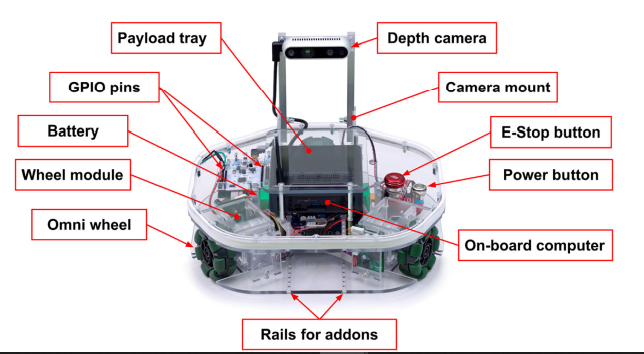 Payload tray
Depth camera
GPIO pins
Camera mount
Battery
E-Stop button
Wheel module
Power button
Omni wheel
On-board computer
Rails for addons